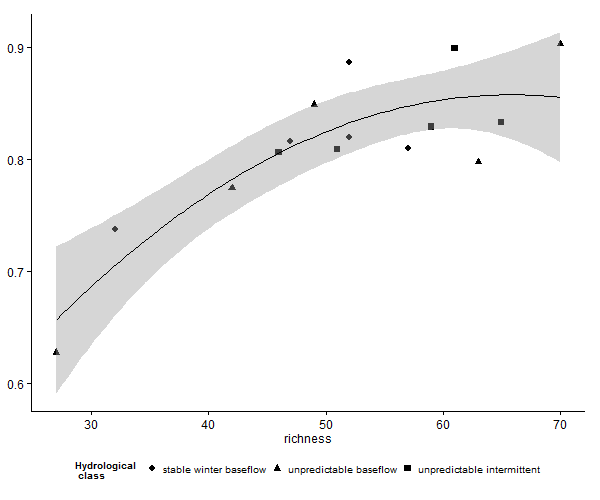 0.9
0.8
0.7
0.6
30 40 50 60 70
richness
Hydrological class stable winter baseflow unpredictable baseflow unpredictable intermittent